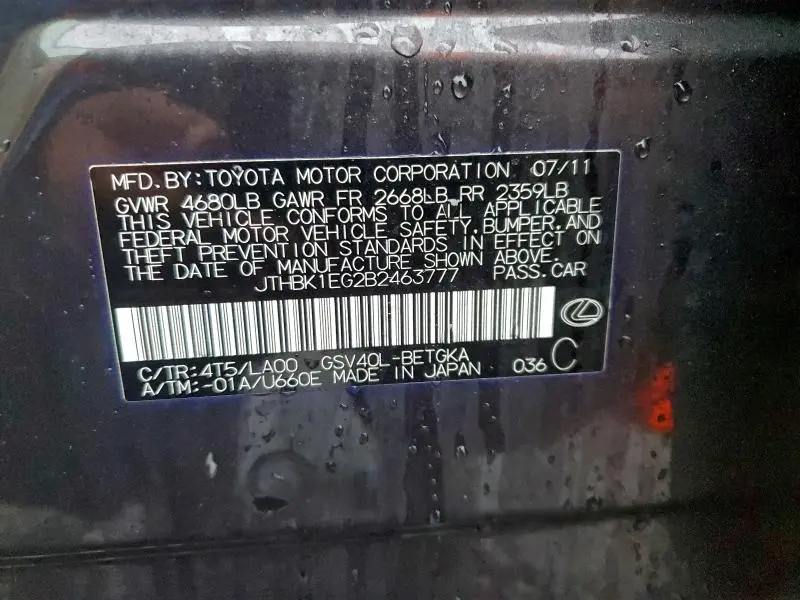 MFD.BY:TOYOTA MOTOR CORPORATION 07/11
GVWR 4680LB GAWR FR 2668LB RR 2359LB
THIS VEHICLE CONFORMS TO ALL APPLICABLE
FEDERAL MOTOR VEHICLE SAFETY,BUMPER,AND
THEFT PREVENTION STANDARDS IN EFFECT ON
THE DATE OF MANUFACTURE SHOWN ABOVE.
JTHBK1EG2B2463777 PASS.CAR
C/TR:4T5/LA00 GSV40L-BETGKA
A/TM:-01A/U660E MADE IN JAPAN 036 C